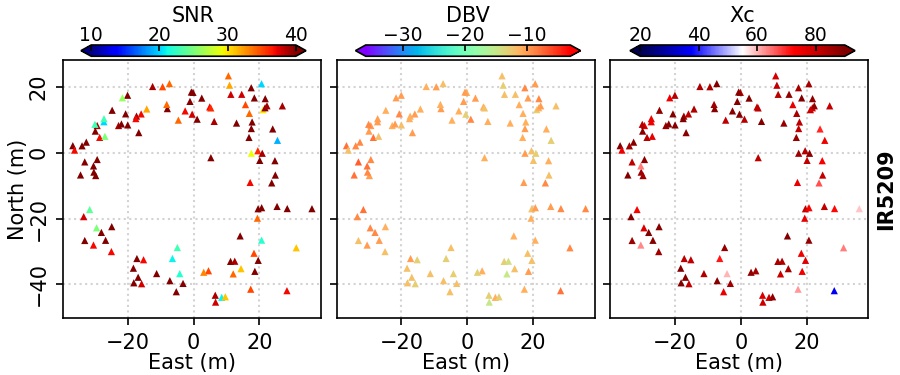 SNR DBV Xc
10 20 30 40 −30 −20 −10 20 40 60 80
20
0
−20
−40
North (m)
IR5209
−20 0 20 −20 0 20 −20 0 20
East (m) East (m) East (m)